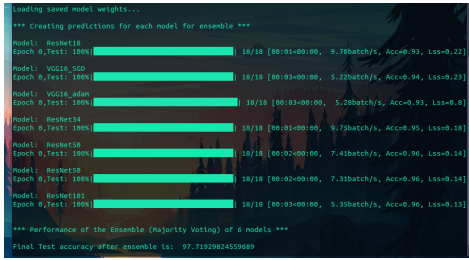 Loading saved model weights...
*** Creating predictions for each model for ensemble ***
Model: ResNet18
Epoch 0,Test: 100%| | 18/18 [00:01<00:00, 9.70batch/s, Acc=0.93, Lss=0.22]
Model: VGG16_SGD
Epoch 0,Test: 100%| | 18/18 [00:03<00:00, 5.22batch/s, Acc=0.94, Lss=0.23]
Model: VGG16_adam
Epoch 0,Test: 100%| | 18/18 [00:03<00:00, 5.28batch/s, Acc=0.93, Lss=0.8]
Model: ResNet34
Epoch 0,Test: 100%| | 18/18 [00:01<00:00, 9.75batch/s, Acc=0.95, Lss=0.18]
Model: ResNet50
Epoch 0,Test: 100%| | 18/18 [00:02<00:00, 7.41batch/s, Acc=0.96, Lss=0.14]
Model: ResNet50
Epoch 0,Test: 100%| | 18/18 [00:02<00:00, 7.31batch/s, Acc=0.96, Lss=0.14]
Model: ResNet101
Epoch 0,Test: 100%| | 18/18 [00:03<00:00, 5.35batch/s, Acc=0.96, Lss=0.13]
*** Performance of the Ensemble (Majority Voting) of 6 models ***
Final Test accuracy after ensemble is: 97.71929824559689